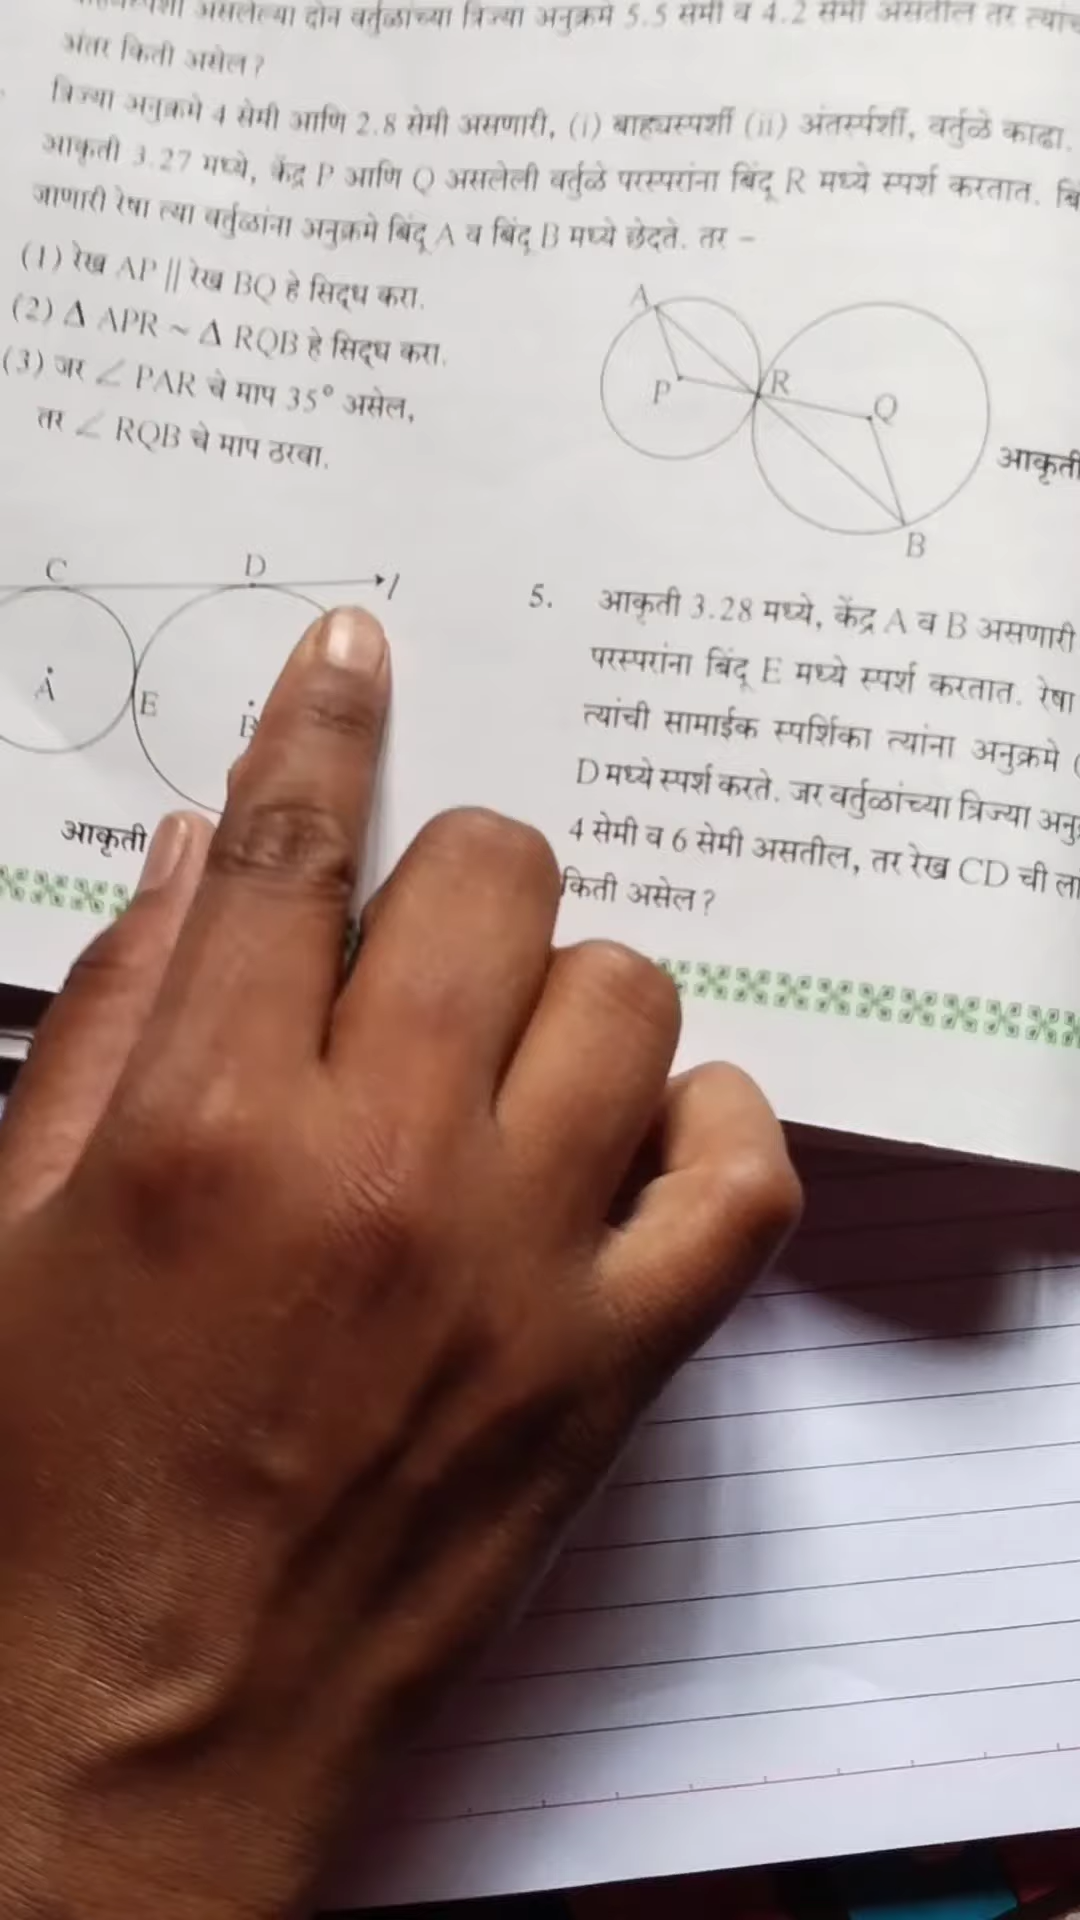 असलेल्या दोन वर्तुळांच्या त्रिज्या अनुक्रमे 5.5 सेमी व 4.2 सेमी असतील तर
अंतर किती असेल ?
त्रिज्या अनुक्रमे 4 सेमी आणि 2.8 सेमी असणारी, (i) बाह्यस्पर्शी (ii) अंतर्स्पर्शी, वर्तुळे काढा.
आकृती 3.27 मध्ये, केंद्र P आणि Q असलेली वर्तुळे परस्परांना बिंदू R मध्ये स्पर्श करतात.
जाणारी रेषा त्या वर्तुळांना अनुक्रमे बिंदू A व बिंदू B मध्ये छेदते. तर –
(1) रेख AP || रेख BQ हे सिद्ध करा.
(2) Δ APR ~ Δ RQB हे सिद्ध करा.
(3) जर ∠ PAR चे माप 35° असेल,
तर ∠ RQB चे माप ठरवा.
A
P
R
Q
B
आकृती
C
D
l
A
E
B
आकृती
5. आकृती 3.28 मध्ये, केंद्र A व B असणारी
परस्परांना बिंदू E मध्ये स्पर्श करतात. रेषा
त्यांची सामाईक स्पर्शिका त्यांना अनुक्रमे
D मध्ये स्पर्श करते. जर वर्तुळांच्या त्रिज्या
4 सेमी व 6 सेमी असतील, तर रेख CD ची
किती असेल ?